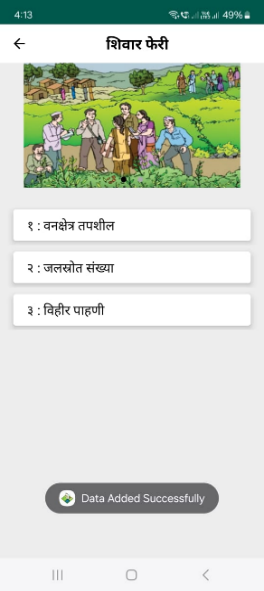 4:13 49%
शिवार फेरी
१ : वनक्षेत्र तपशील
२ : जलस्रोत संख्या
३ : विहीर पाहणी
Data Added Successfully